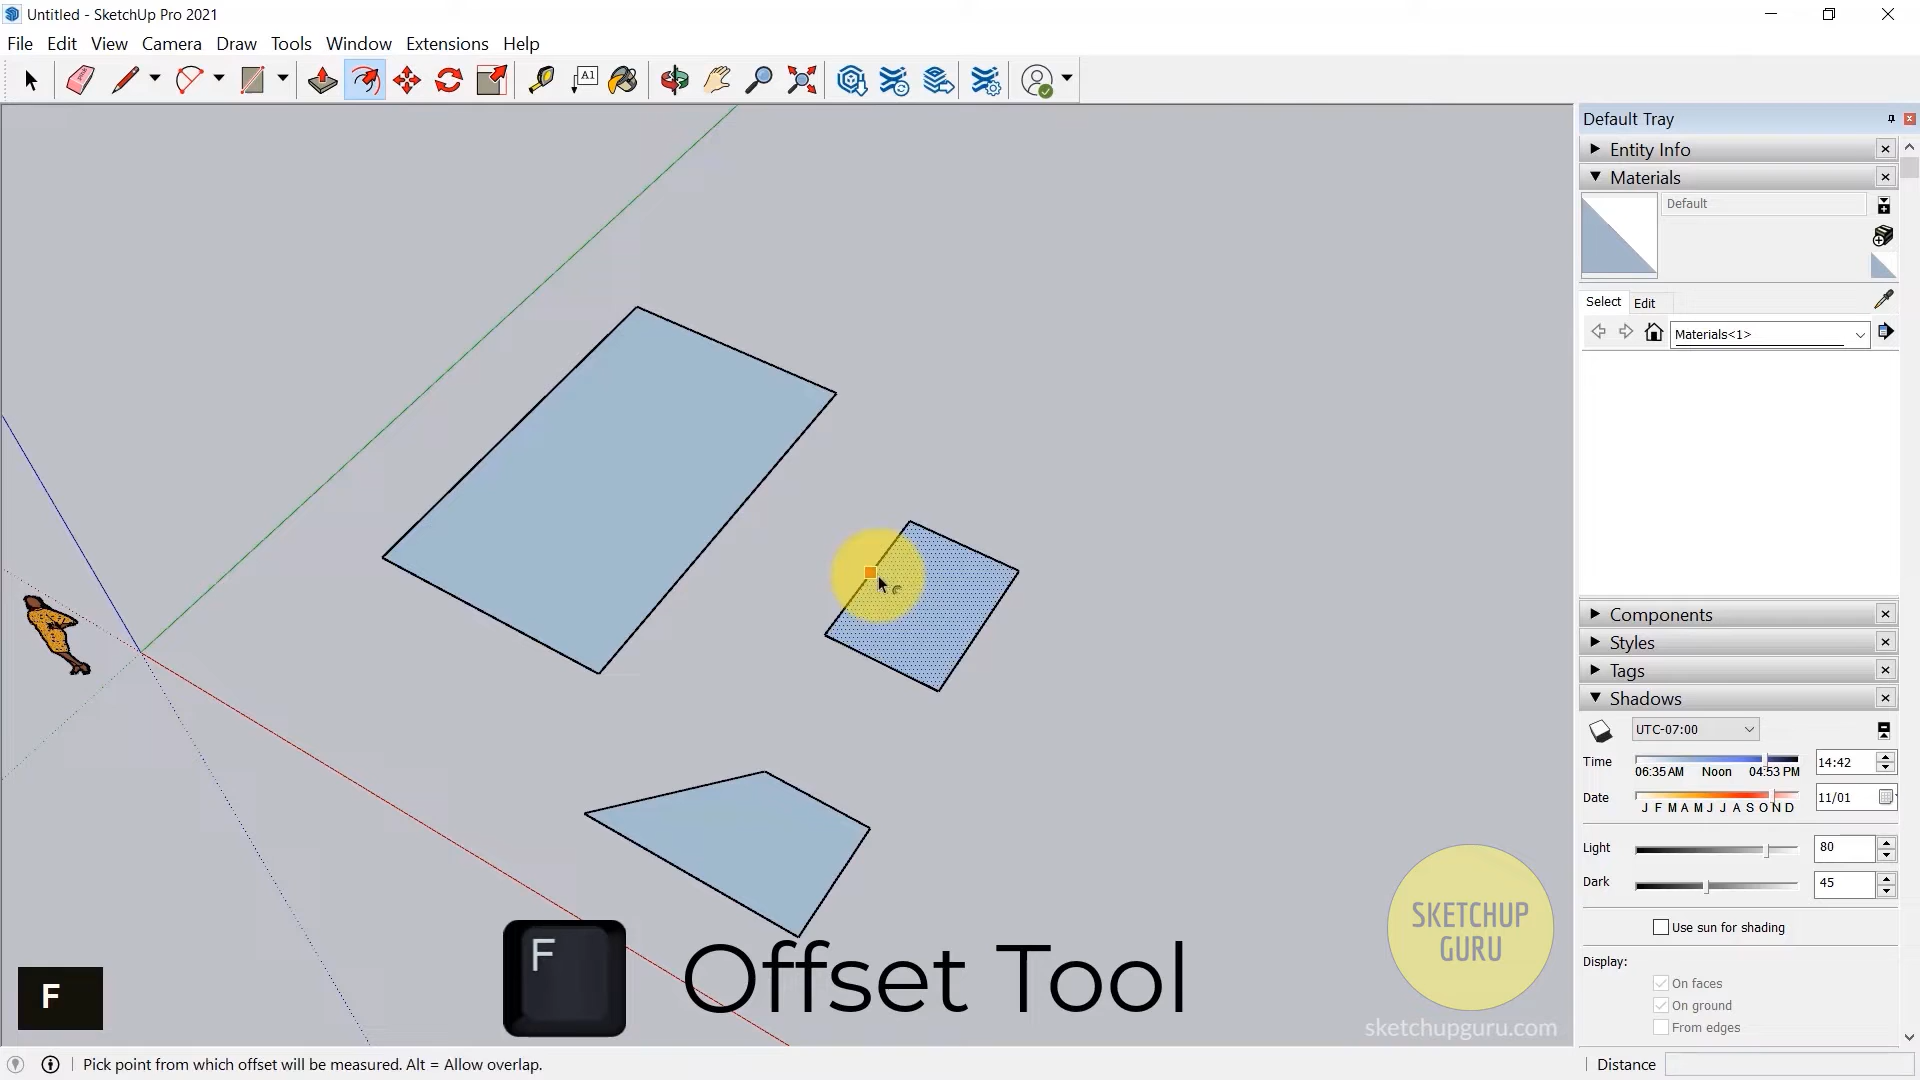 Untitled - SketchUp Pro 2021
File Edit View Camera Draw Tools Window Extensions Help
A1
Default Tray
Entity Info
Materials
Default
Select Edit
Materials<1>
Components
Styles
Tags
Shadows
UTC-07:00
Time 14:42
06:35 AM Noon 04:53 PM
Date 11/01
J F M A M J J A S O N D
Light 80
Dark 45
Use sun for shading
Display:
On faces
On ground
From edges
SKETCHUP
GURU
sketchupguru.com
F
F Offset Tool
Pick point from which offset will be measured. Alt = Allow overlap.
Distance